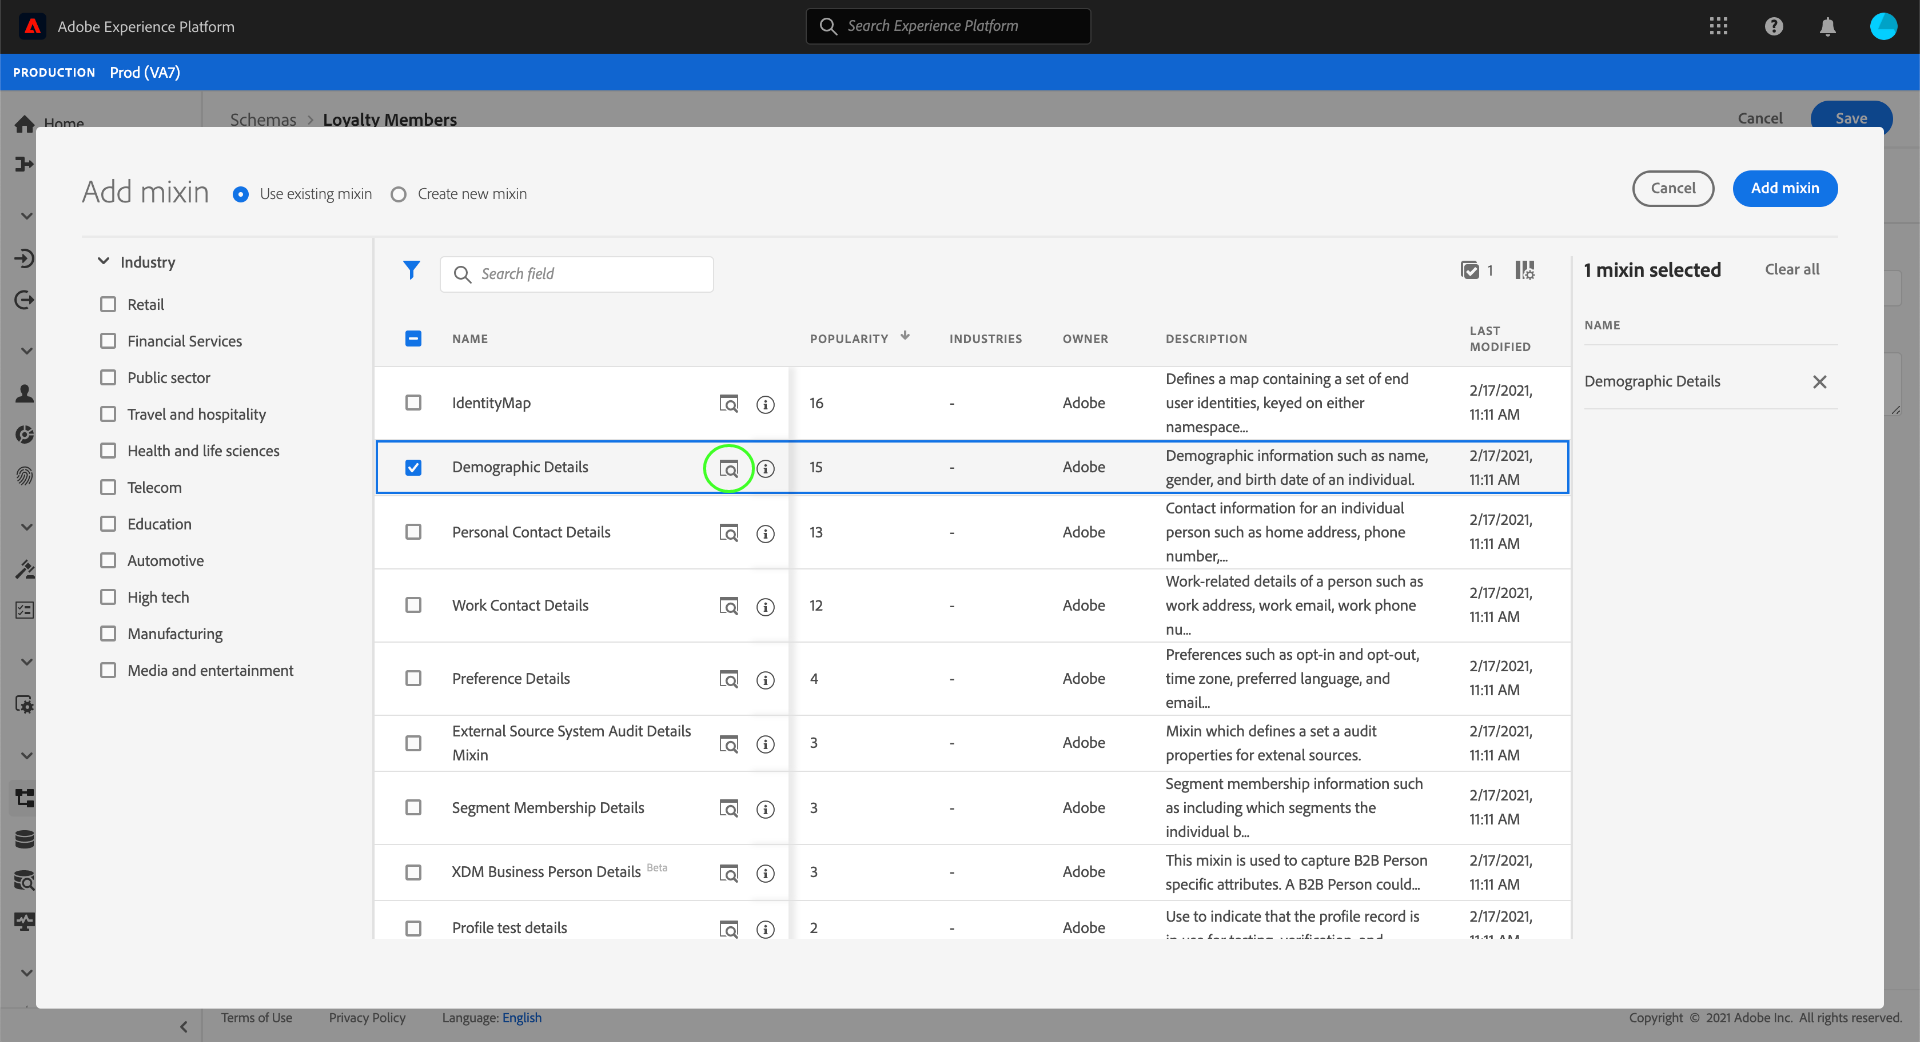 Adobe Experience Platform
Search Experience Platform
PRODUCTION Prod (VA7)
Home
Schemas > Loyalty Members
Cancel
Save
Add mixin
Use existing mixin
Create new mixin
Cancel
Add mixin
Industry
Retail
Financial Services
Public sector
Travel and hospitality
Health and life sciences
Telecom
Education
Automotive
High tech
Manufacturing
Media and entertainment
Search field
1
NAME POPULARITY INDUSTRIES OWNER DESCRIPTION LAST
MODIFIED
IdentityMap 16 - Adobe
Defines a map containing a set of end
user identities, keyed on either
namespace...
2/17/2021,
11:11 AM
Demographic Details 15 - Adobe
Demographic information such as name,
gender, and birth date of an individual.
2/17/2021,
11:11 AM
Personal Contact Details 13 - Adobe
Contact information for an individual
person such as home address, phone
number,...
2/17/2021,
11:11 AM
Work Contact Details 12 - Adobe
Work-related details of a person such as
work address, work email, work phone
nu...
2/17/2021,
11:11 AM
Preference Details 4 - Adobe
Preferences such as opt-in and opt-out,
time zone, preferred language, and
email...
2/17/2021,
11:11 AM
External Source System Audit Details
Mixin
3 - Adobe
Mixin which defines a set a audit
properties for extenal sources.
2/17/2021,
11:11 AM
Segment Membership Details 3 - Adobe
Segment membership information such
as including which segments the
individual b...
2/17/2021,
11:11 AM
XDM Business Person Details Beta 3 - Adobe
This mixin is used to capture B2B Person
specific attributes. A B2B Person could...
2/17/2021,
11:11 AM
Profile test details 2 - Adobe
Use to indicate that the profile record is
in use for testing, verification, and
2/17/2021,
11:11 AM
1 mixin selected
Clear all
NAME
Demographic Details
Terms of Use Privacy Policy Language: English
Copyright © 2021 Adobe Inc. All rights reserved.